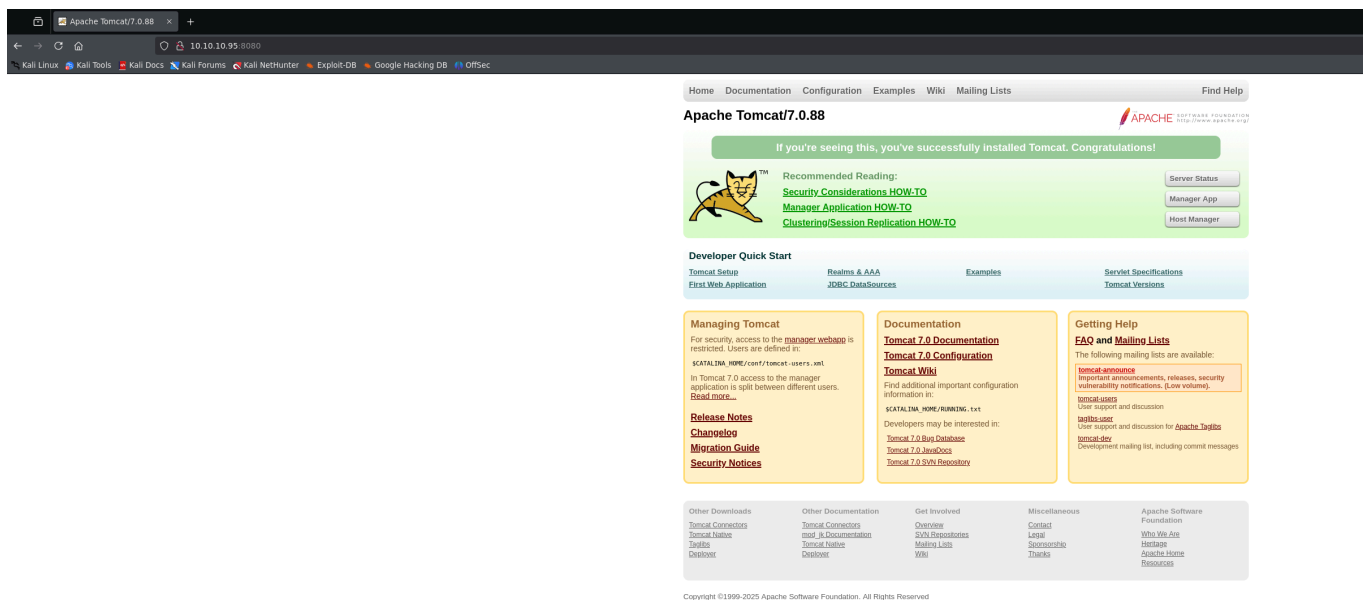 Apache Tomcat/7.0.88
10.10.10.95:8080
Kali Linux Kali Tools Kali Docs Kali Forums Kali NetHunter Exploit-DB Google Hacking DB OffSec
Home Documentation Configuration Examples Wiki Mailing Lists Find Help
Apache Tomcat/7.0.88
APACHE SOFTWARE FOUNDATION
http://www.apache.org/
If you're seeing this, you've successfully installed Tomcat. Congratulations!
TM
Recommended Reading:
Security Considerations HOW-TO
Manager Application HOW-TO
Clustering/Session Replication HOW-TO
Server Status
Manager App
Host Manager
Developer Quick Start
Tomcat Setup
First Web Application
Realms & AAA
JDBC DataSources
Examples
Servlet Specifications
Tomcat Versions
Managing Tomcat
For security, access to the manager webapp is
restricted. Users are defined in:
$CATALINA_HOME/conf/tomcat-users.xml
In Tomcat 7.0 access to the manager
application is split between different users.
Read more...
Release Notes
Changelog
Migration Guide
Security Notices
Documentation
Tomcat 7.0 Documentation
Tomcat 7.0 Configuration
Tomcat Wiki
Find additional important configuration
information in:
$CATALINA_HOME/RUNNING.txt
Developers may be interested in:
Tomcat 7.0 Bug Database
Tomcat 7.0 JavaDocs
Tomcat 7.0 SVN Repository
Getting Help
FAQ and Mailing Lists
The following mailing lists are available:
tomcat-announce
Important announcements, releases, security
vulnerability notifications. (Low volume).
tomcat-users
User support and discussion
taglibs-user
User support and discussion for Apache Taglibs
tomcat-dev
Development mailing list, including commit messages
Other Downloads
Tomcat Connectors
Tomcat Native
Taglibs
Deployer
Other Documentation
Tomcat Connectors
mod_jk Documentation
Tomcat Native
Deployer
Get Involved
Overview
SVN Repositories
Mailing Lists
Wiki
Miscellaneous
Contact
Legal
Sponsorship
Thanks
Apache Software
Foundation
Who We Are
Heritage
Apache Home
Resources
Copyright ©1999-2025 Apache Software Foundation. All Rights Reserved